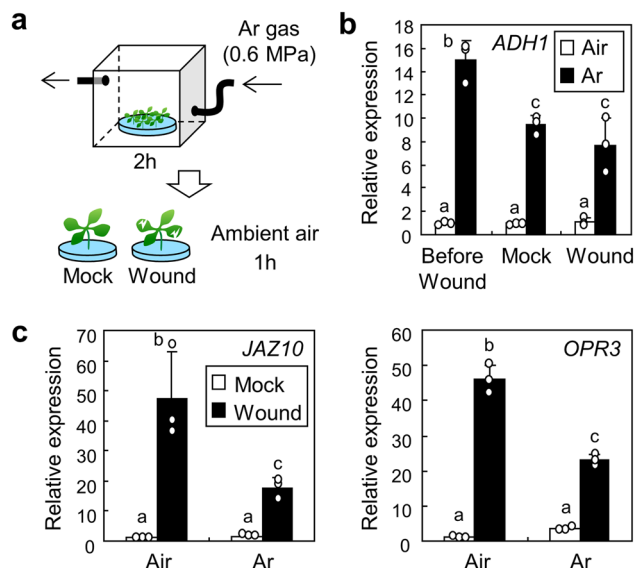 a
Ar gas
(0.6 MPa)
2h
Mock Wound
Ambient air
1h
b
ADH1
Air
Ar
Relative expression
18
16
14
12
10
8
6
4
2
0
b
a
c
a
c
a
Before
Wound
Mock
Wound
c
JAZ10
Mock
Wound
Relative expression
70
60
50
40
30
20
10
0
a
b
a
c
Air
Ar
OPR3
Relative expression
60
50
40
30
20
10
0
a
b
a
c
Air
Ar